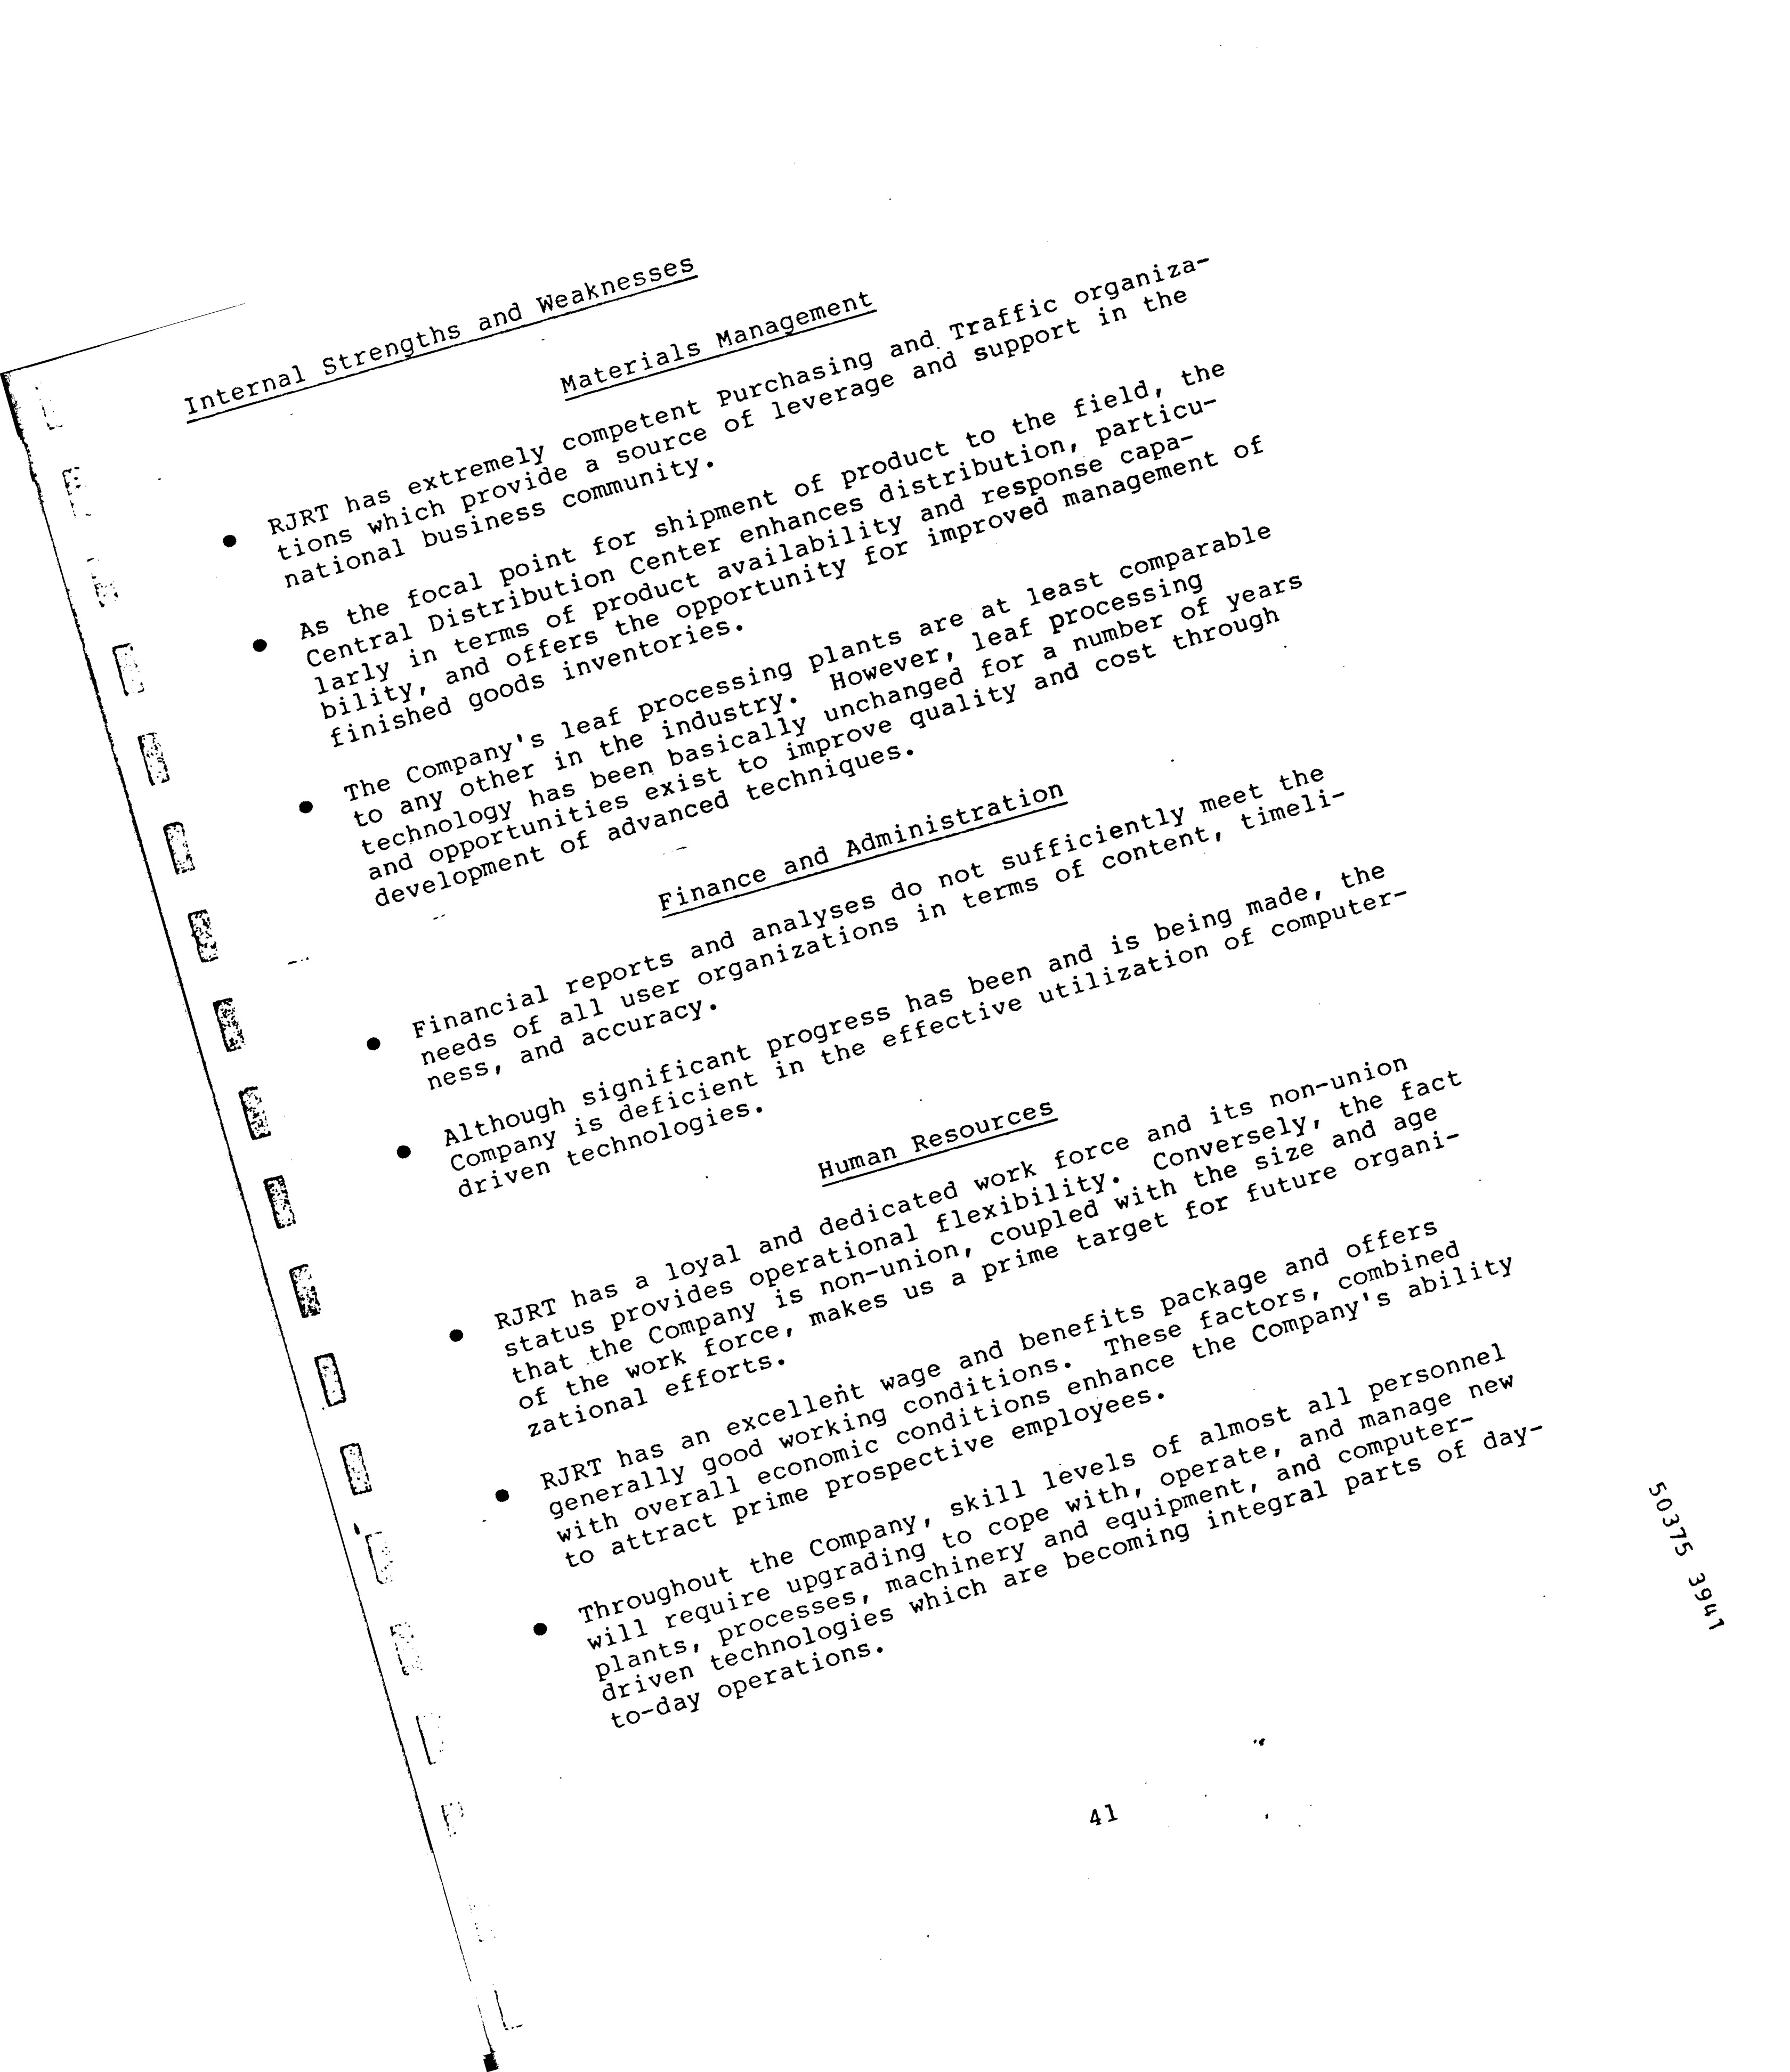 Internal Strengths and Weaknesses
Materials Management
● RJRT has extremely competent Purchasing and Traffic organiza-
tions which provide a source of leverage and support in the
national business community.
● As the focal point for shipment of product to the field, the
Central Distribution Center enhances distribution, particu-
larly in terms of product availability and response capa-
bility, and offers the opportunity for improved management of
finished goods inventories.
● The Company's leaf processing plants are at least comparable
to any other in the industry. However, leaf processing
technology has been basically unchanged for a number of years
and opportunities exist to improve quality and cost through
development of advanced techniques.
Finance and Administration
● Financial reports and analyses do not sufficiently meet the
needs of all user organizations in terms of content, timeli-
ness, and accuracy.
● Although significant progress has been and is being made, the
Company is deficient in the effective utilization of computer-
driven technologies.
Human Resources
● RJRT has a loyal and dedicated work force and its non-union
status provides operational flexibility. Conversely, the fact
that the Company is non-union, coupled with the size and age
of the work force, makes us a prime target for future organi-
zational efforts.
● RJRT has an excellent wage and benefits package and offers
generally good working conditions. These factors, combined
with overall economic conditions enhance the Company's ability
to attract prime prospective employees.
● Throughout the Company, skill levels of almost all personnel
will require upgrading to cope with, operate, and manage new
plants, processes, machinery and equipment, and computer-
driven technologies which are becoming integral parts of day-
to-day operations.
41
50375 3941